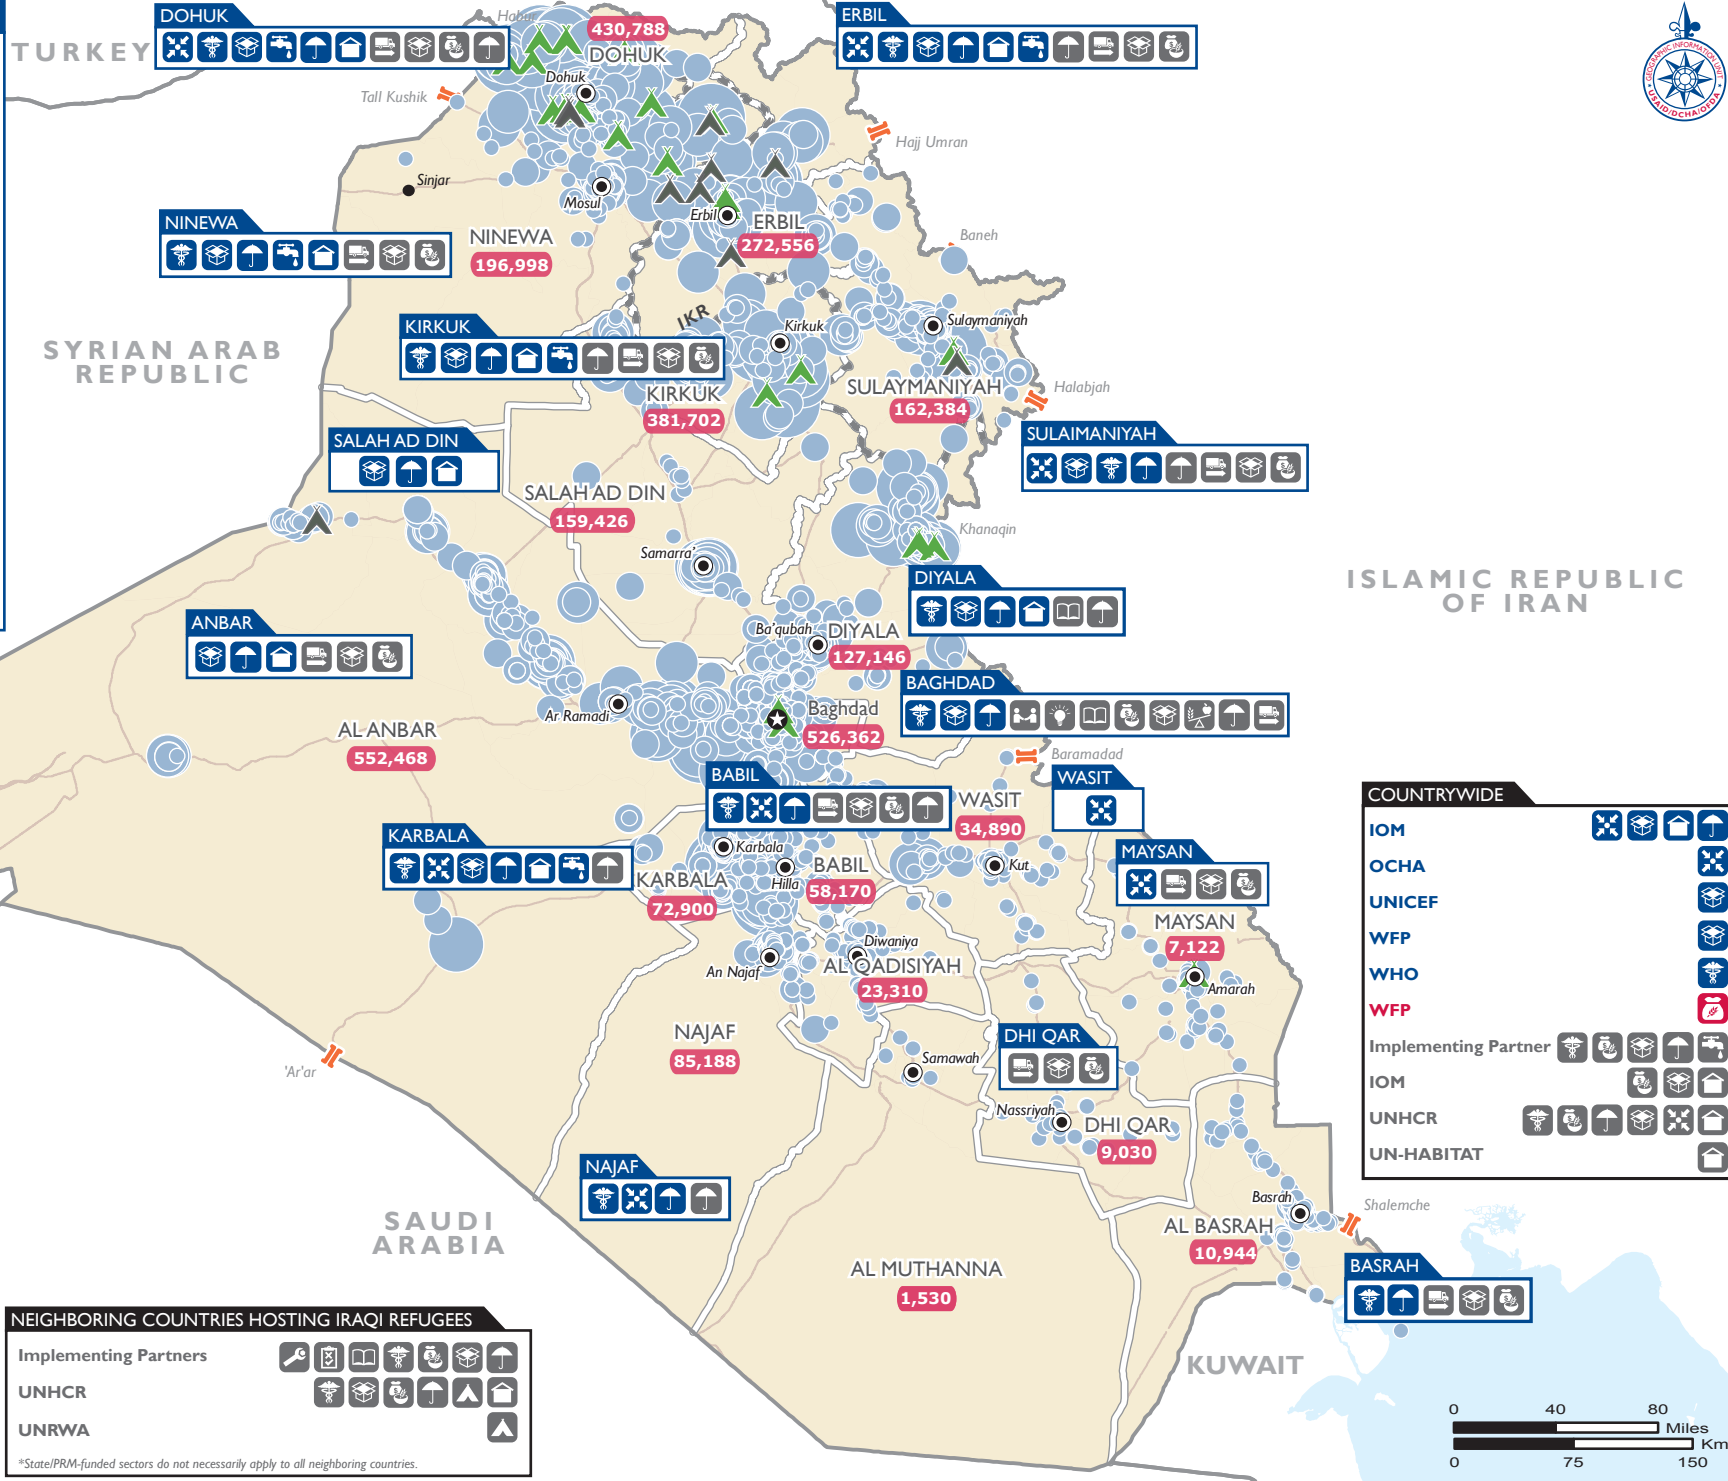 DOHUK
ERBIL
430,788
DOHUK
Dohuk
TURKEY
Tall Kushik
GEOGRAPHIC INFORMATION UNIT
USAID/DCHA/OFDA
Hajj Umran
Sinjar
Mosul
Erbil
ERBIL
272,556
NINEWA
NINEWA
196,998
Baneh
IKR
KIRKUK
Kirkuk
Sulaymaniyah
SYRIAN ARAB
REPUBLIC
KIRKUK
381,702
SULAYMANIYAH
162,384
Halabjah
SALAH AD DIN
SULAIMANIYAH
SALAH AD DIN
159,426
Khanaqin
Samarra'
DIYALA
ISLAMIC REPUBLIC
OF IRAN
ANBAR
Ba'qubah
DIYALA
127,146
BAGHDAD
Ar Ramadi
Baghdad
526,362
AL ANBAR
552,468
Baramadad
BABIL
WASIT
WASIT
34,890
KARBALA
Karbala
Kut
MAYSAN
BABIL
58,170
Hilla
KARBALA
72,900
MAYSAN
7,122
Diwaniya
An Najaf
AL QADISIYAH
23,310
Amarah
NAJAF
85,188
DHI QAR
Samawah
'Ar'ar
Nassriyah
DHI QAR
9,030
NAJAF
Basrah
Shalemche
SAUDI
ARABIA
AL BASRAH
10,944
AL MUTHANNA
1,530
BASRAH
KUWAIT
COUNTRYWIDE
IOM
OCHA
UNICEF
WFP
WHO
WFP
Implementing Partner
IOM
UNHCR
UN-HABITAT
NEIGHBORING COUNTRIES HOSTING IRAQI REFUGEES
Implementing Partners
UNHCR
UNRWA
*State/PRM-funded sectors do not necessarily apply to all neighboring countries.
0 40 80
Miles
Km
0 75 150